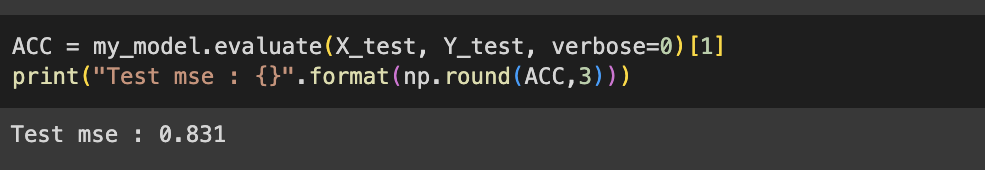 ACC = my_model.evaluate(X_test, Y_test, verbose=0)[1]
print("Test mse : {}".format(np.round(ACC,3)))
Test mse : 0.831